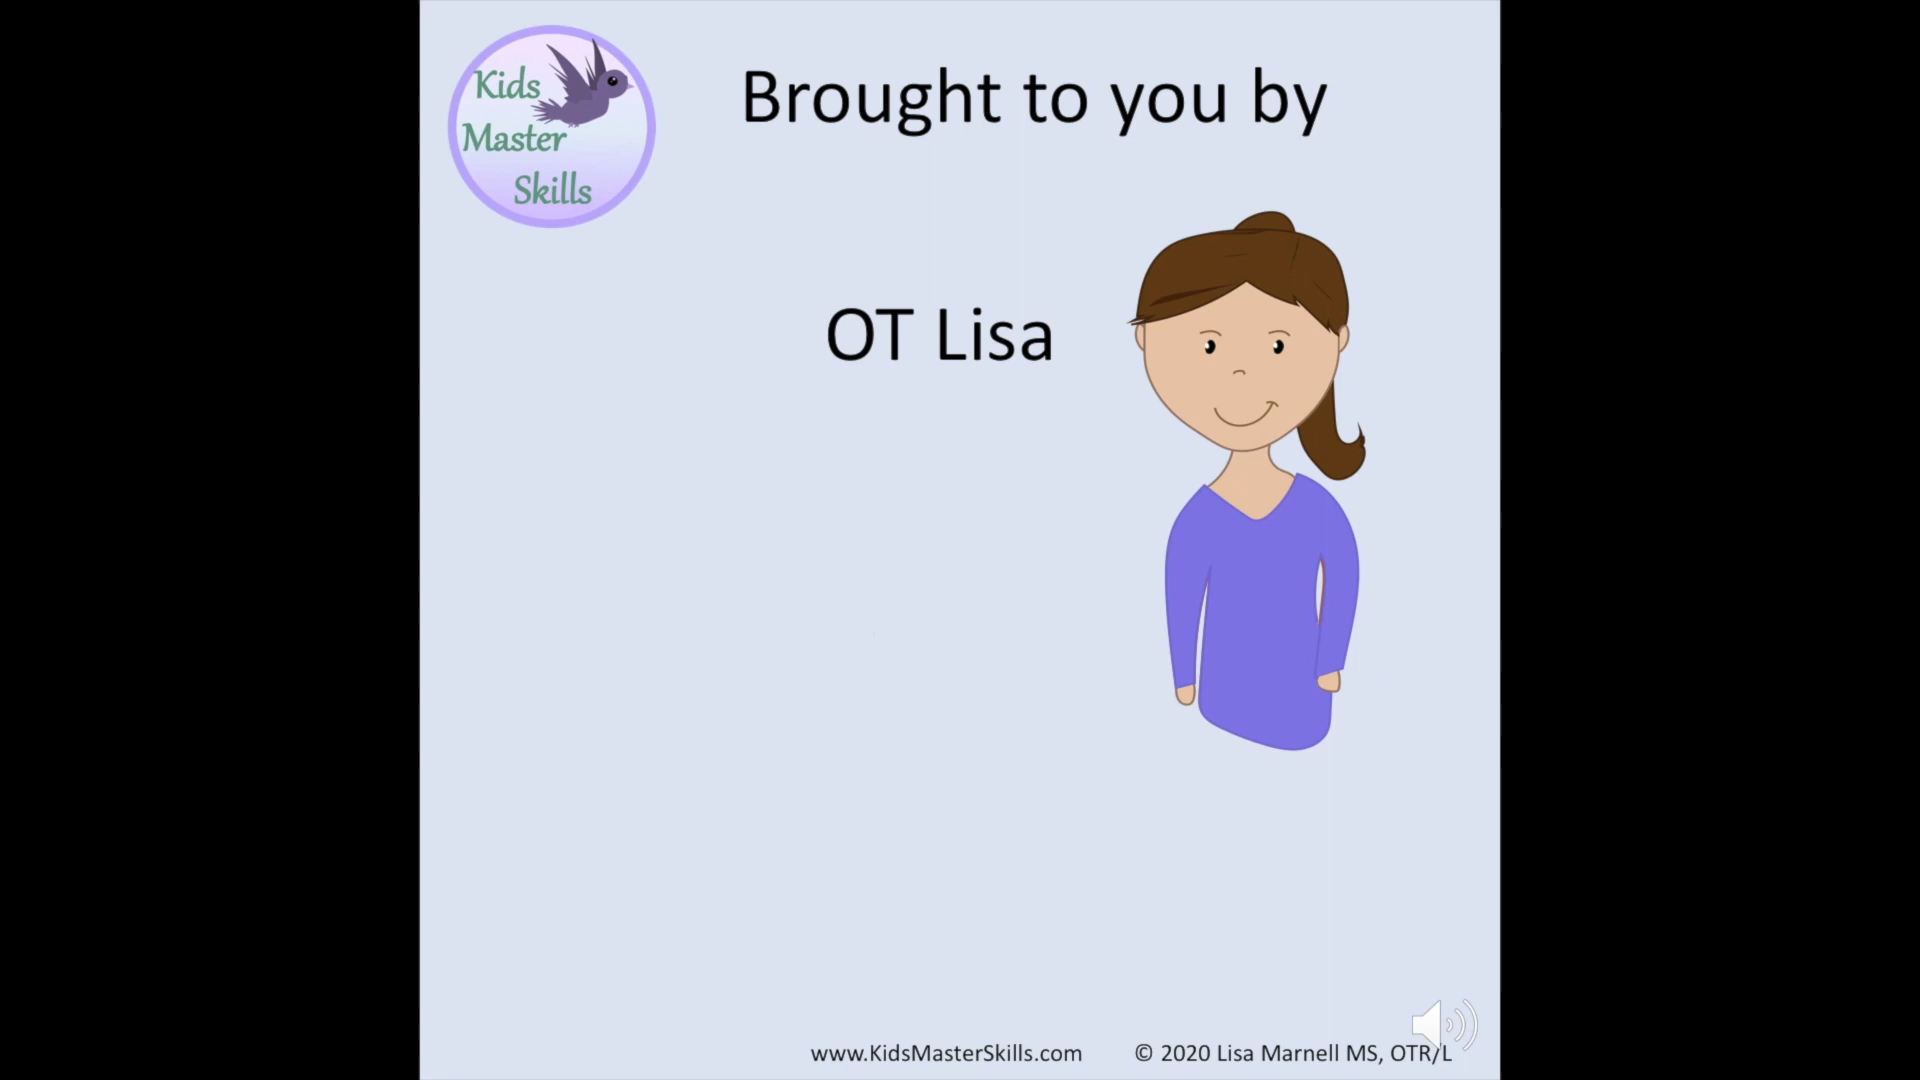 Kids
Master
Skills
Brought to you by
OT Lisa
www.KidsMasterSkills.com
© 2020 Lisa Marnell MS, OTR/L